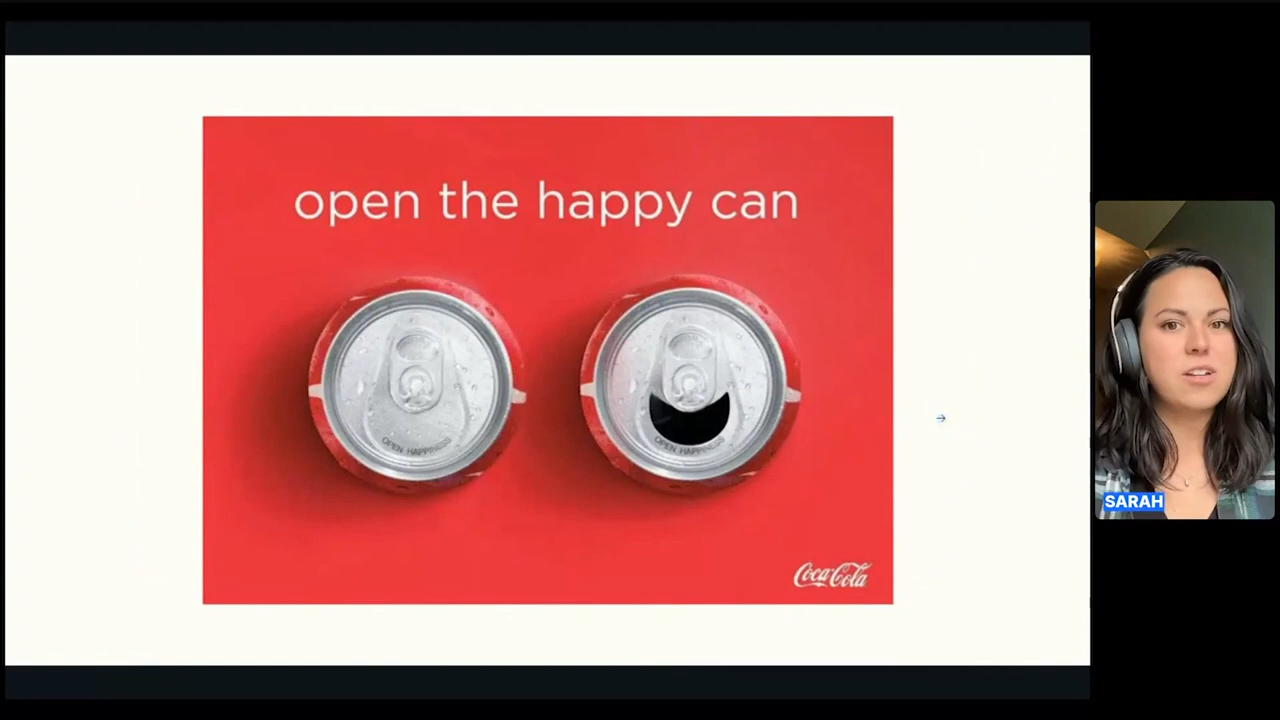 open the happy can
OPEN HAPPINESS
OPEN HAPPINESS
Coca-Cola
SARAH